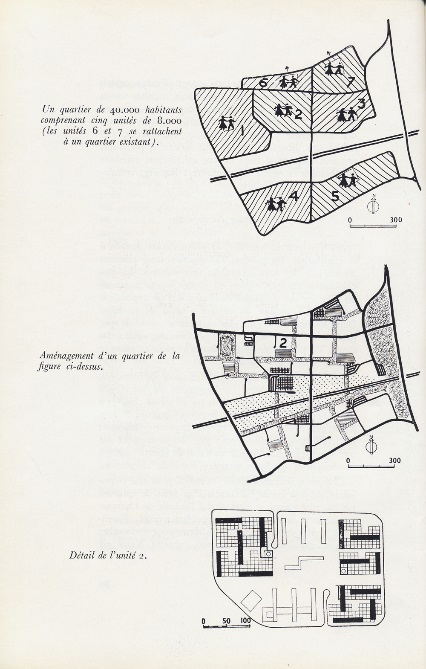 Un quartier de 40.000 habitants
comprenant cinq unités de 8.000
(les unités 6 et 7 se rattachent
à un quartier existant).
6
7
1
2
3
4
5
0 300
Aménagement d'un quartier de la
figure ci-dessus.
2
0 300
Détail de l'unité 2.
0 50 100